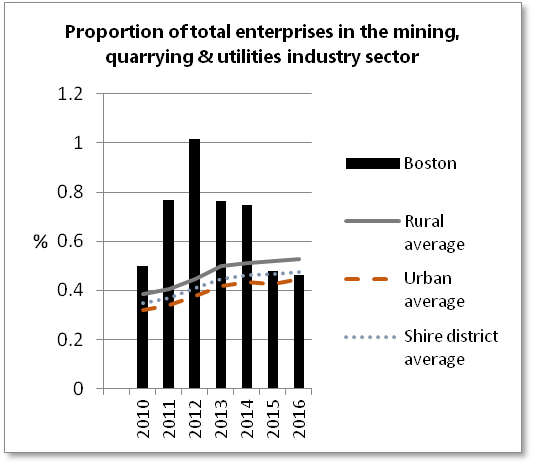 Proportion of total enterprises in the mining,
quarrying & utilities industry sector
1.2
1
0.8
0.6
0.4
0.2
0
%
2010
2011
2012
2013
2014
2015
2016
Boston
Rural
average
Urban
average
Shire district
average